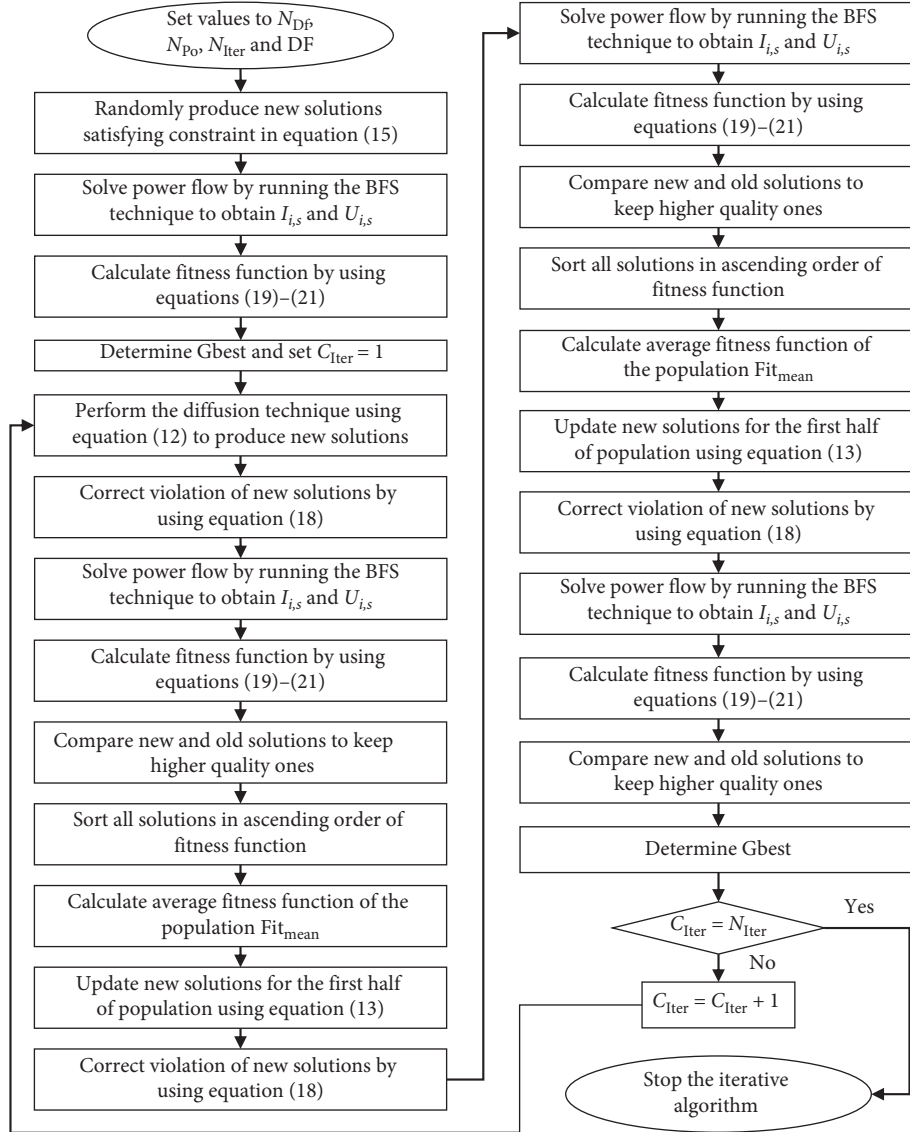 Set values to N_Df,
N_Po, N_Iter and DF
Randomly produce new solutions
satisfying constraint in equation (15)
Solve power flow by running the BFS
technique to obtain I_i,s and U_i,s
Calculate fitness function by using
equations (19)–(21)
Determine Gbest and set C_Iter = 1
Perform the diffusion technique using
equation (12) to produce new solutions
Correct violation of new solutions by
using equation (18)
Solve power flow by running the BFS
technique to obtain I_i,s and U_i,s
Calculate fitness function by using
equations (19)–(21)
Compare new and old solutions to keep
higher quality ones
Sort all solutions in ascending order of
fitness function
Calculate average fitness function of the
population Fit_mean
Update new solutions for the first half
of population using equation (13)
Correct violation of new solutions by
using equation (18)
Solve power flow by running the BFS
technique to obtain I_i,s and U_i,s
Calculate fitness function by using
equations (19)–(21)
Compare new and old solutions to
keep higher quality ones
Sort all solutions in ascending order of
fitness function
Calculate average fitness function of
the population Fit_mean
Update new solutions for the first half
of population using equation (13)
Correct violation of new solutions by
using equation (18)
Solve power flow by running the BFS
technique to obtain I_i,s and U_i,s
Calculate fitness function by using
equations (19)–(21)
Compare new and old solutions to
keep higher quality ones
Determine Gbest
C_Iter = N_Iter
Yes
No
C_Iter = C_Iter + 1
Stop the iterative
algorithm